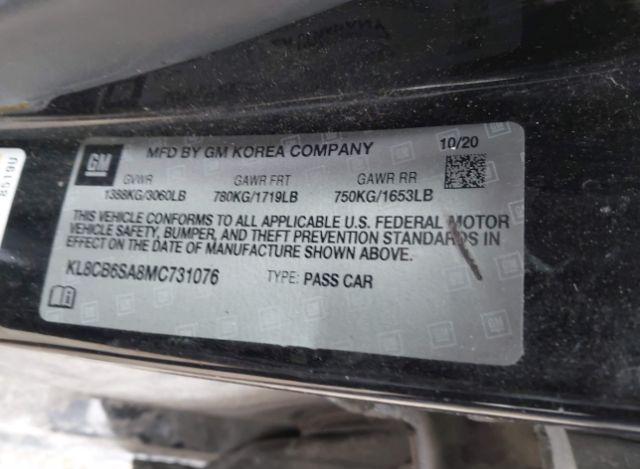 GM
MFD BY GM KOREA COMPANY
10/20
GVWR GAWR FRT GAWR RR
1388KG/3060LB 780KG/1719LB 750KG/1653LB
THIS VEHICLE CONFORMS TO ALL APPLICABLE U.S. FEDERAL MOTOR
VEHICLE SAFETY, BUMPER, AND THEFT PREVENTION STANDARDS IN
EFFECT ON THE DATE OF MANUFACTURE SHOWN ABOVE.
KL8CB6SA8MC731076 TYPE: PASS CAR